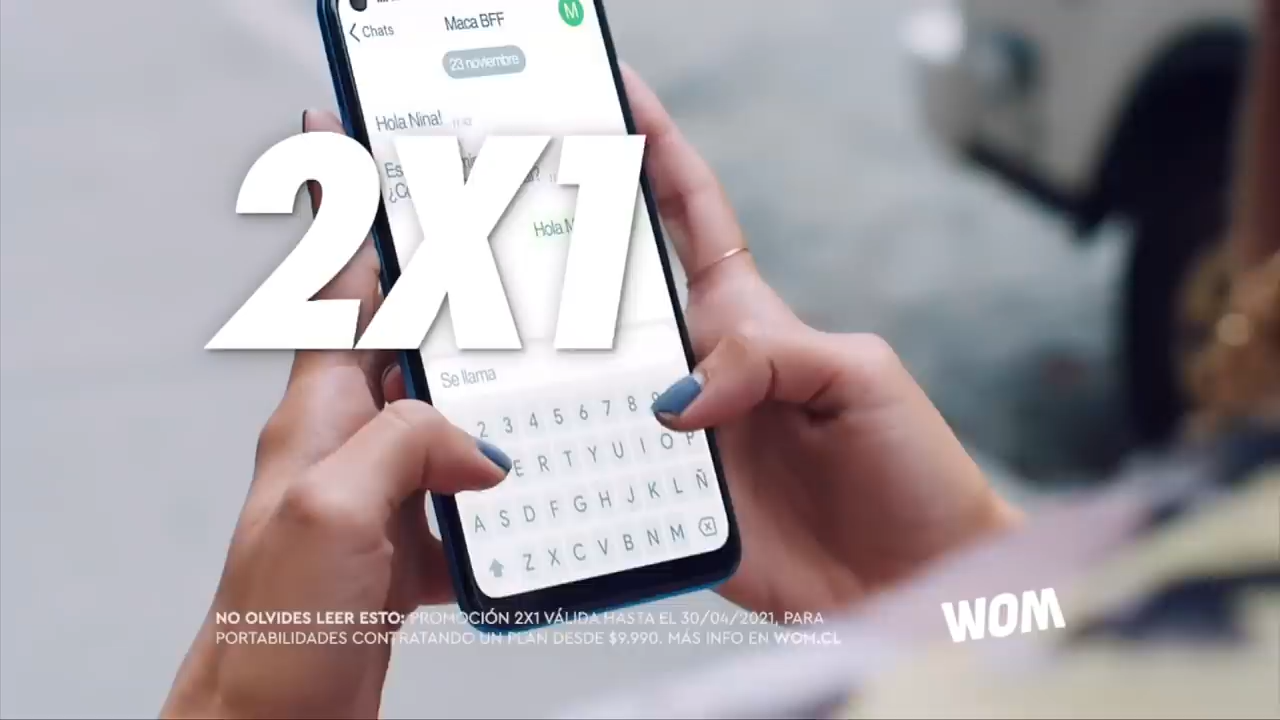 Chats
Maca BFF
M
23 noviembre
Hola Nina!
2X1
Hola
Se llama
2 3 4 5 6 7 8
E R T Y U I O P
A S D F G H J K L Ñ
Z X C V B N M
NO OLVIDES LEER ESTO: PROMOCIÓN 2X1 VÁLIDA HASTA EL 30/04/2021, PARA
PORTABILIDADES CONTRATANDO UN PLAN DESDE $9.990. MÁS INFO EN WOM.CL
WOM